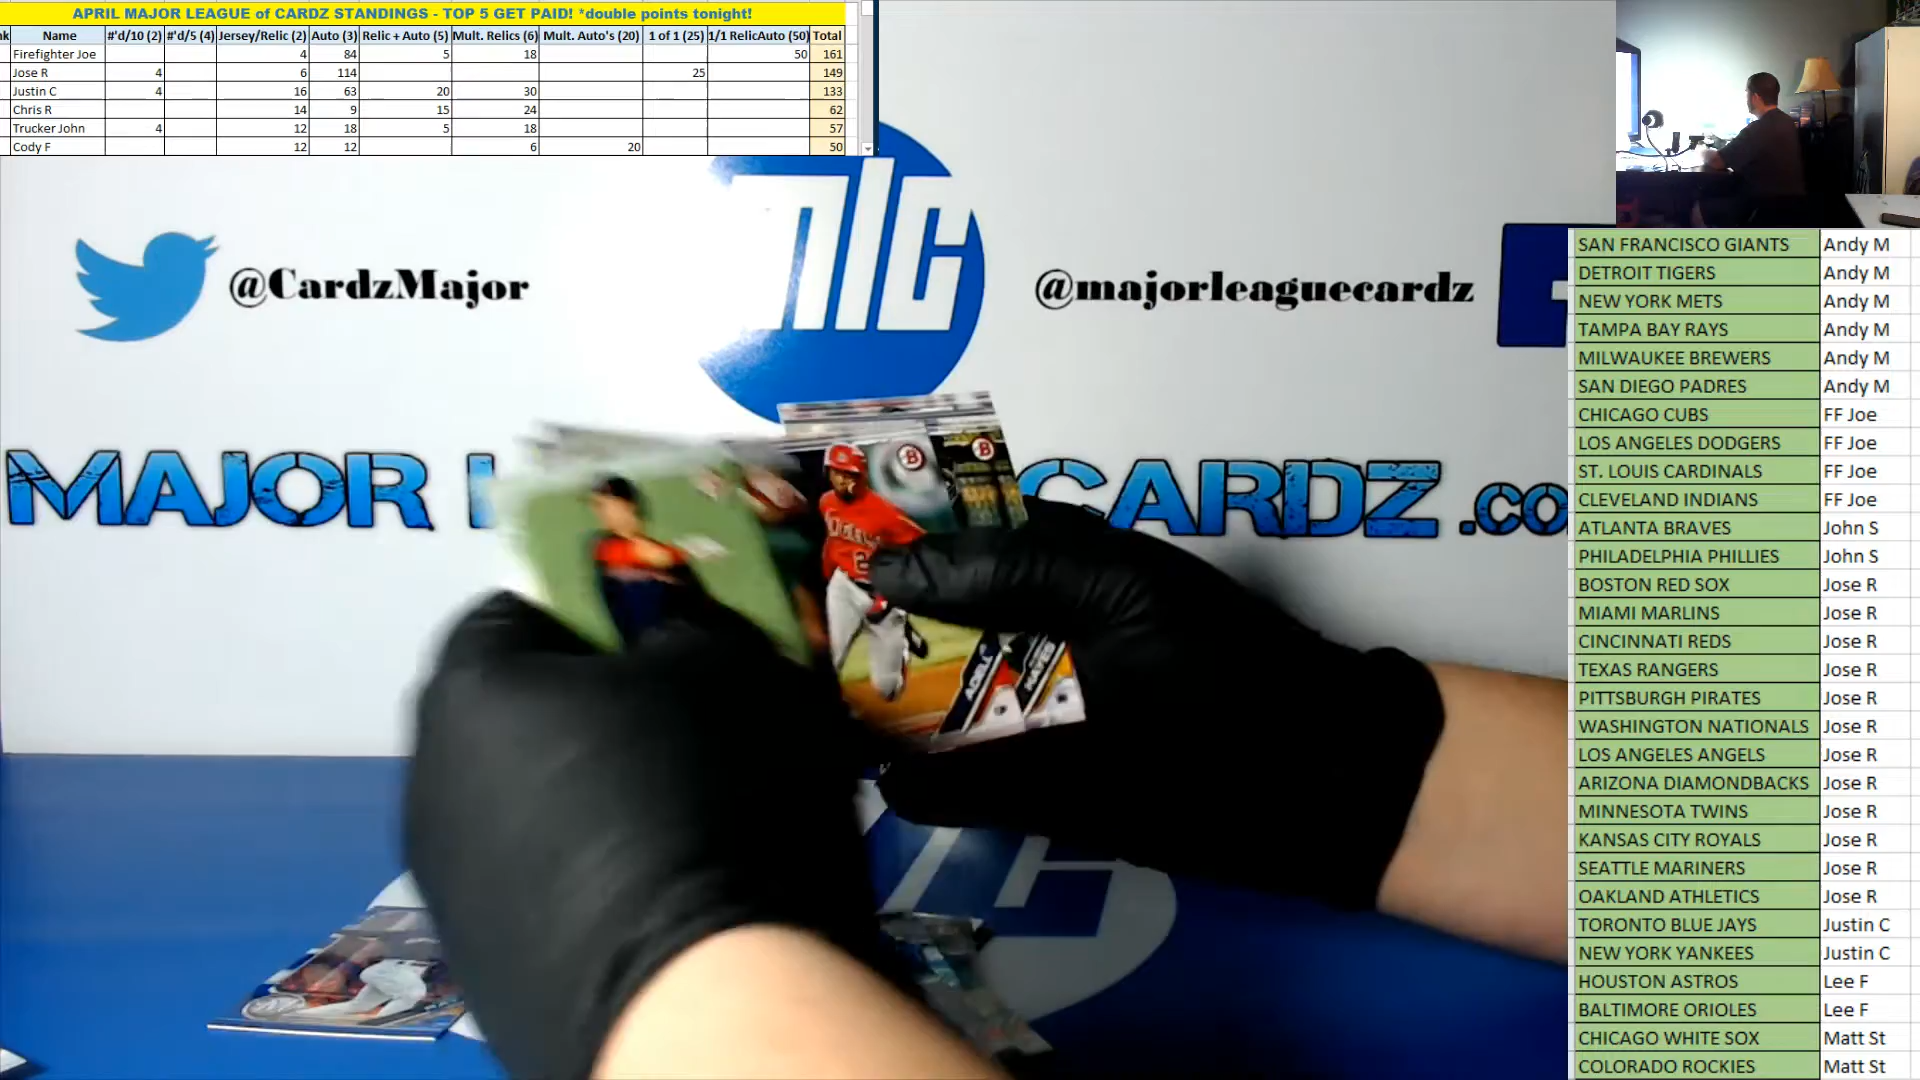 APRIL MAJOR LEAGUE of CARDZ STANDINGS - TOP 5 GET PAID! *double points tonight!
Name #'d/10 (2) #'d/5 (4) Jersey/Relic (2) Auto (3) Relic + Auto (5) Mult. Relics (6) Mult. Auto's (20) 1 of 1 (25) 1/1 RelicAuto (50) Total
Firefighter Joe 4 84 5 18 50 161
Jose R 4 6 114 25 149
Justin C 4 16 63 20 30 133
Chris R 14 9 15 24 62
Trucker John 4 12 18 5 18 57
Cody F 12 12 6 20 50
@CardzMajor
mlc
@majorleaguecardz
MAJOR L CARDZ .co
B
B
ADELL
HAYES
SAN FRANCISCO GIANTS Andy M
DETROIT TIGERS Andy M
NEW YORK METS Andy M
TAMPA BAY RAYS Andy M
MILWAUKEE BREWERS Andy M
SAN DIEGO PADRES Andy M
CHICAGO CUBS FF Joe
LOS ANGELES DODGERS FF Joe
ST. LOUIS CARDINALS FF Joe
CLEVELAND INDIANS FF Joe
ATLANTA BRAVES John S
PHILADELPHIA PHILLIES John S
BOSTON RED SOX Jose R
MIAMI MARLINS Jose R
CINCINNATI REDS Jose R
TEXAS RANGERS Jose R
PITTSBURGH PIRATES Jose R
WASHINGTON NATIONALS Jose R
LOS ANGELES ANGELS Jose R
ARIZONA DIAMONDBACKS Jose R
MINNESOTA TWINS Jose R
KANSAS CITY ROYALS Jose R
SEATTLE MARINERS Jose R
OAKLAND ATHLETICS Jose R
TORONTO BLUE JAYS Justin C
NEW YORK YANKEES Justin C
HOUSTON ASTROS Lee F
BALTIMORE ORIOLES Lee F
CHICAGO WHITE SOX Matt St
COLORADO ROCKIES Matt St